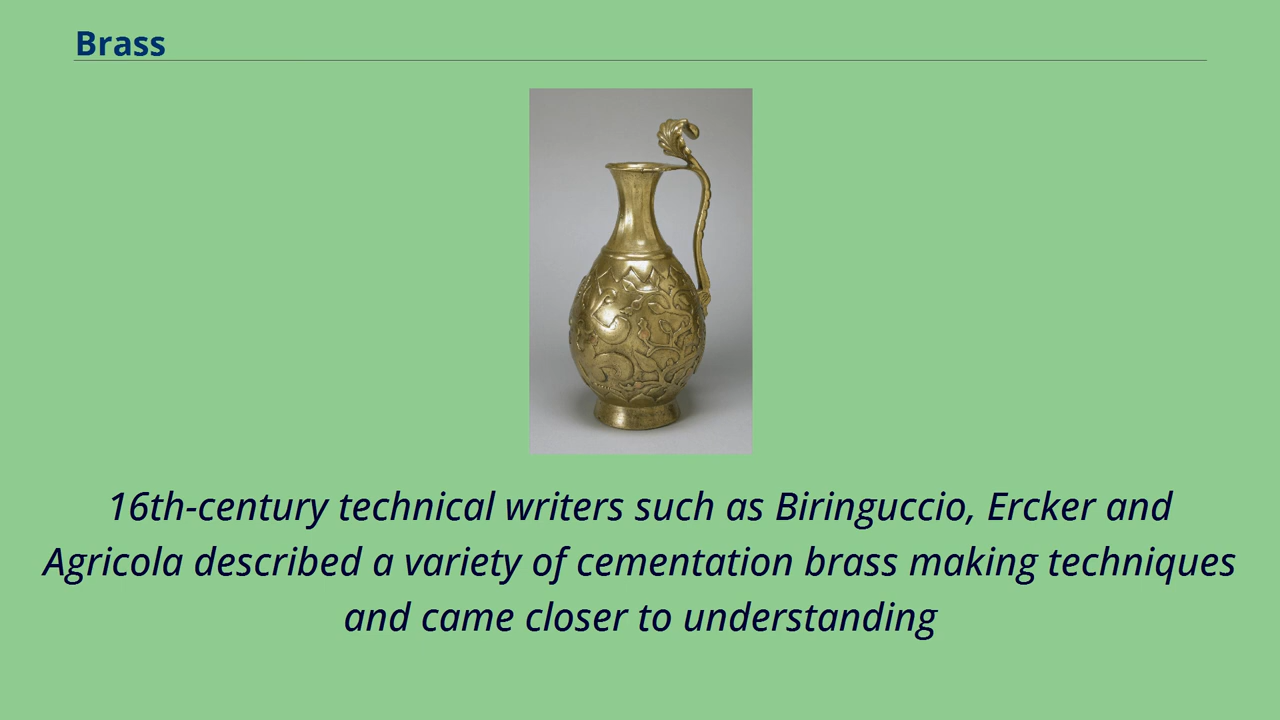 Brass
16th-century technical writers such as Biringuccio, Ercker and
Agricola described a variety of cementation brass making techniques
and came closer to understanding